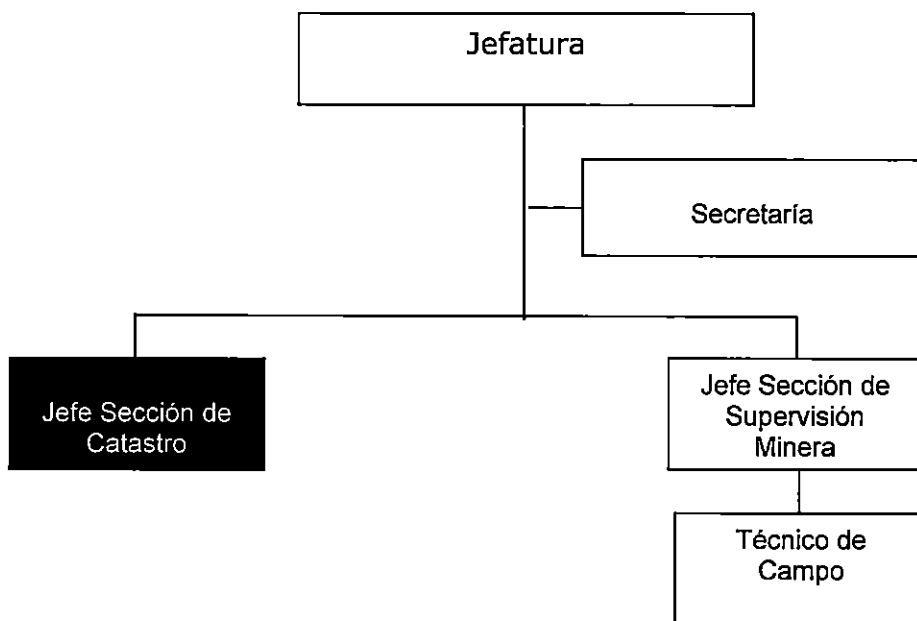 Jefatura
Secretaría
Jefe Sección de
Catastro
Jefe Sección de
Supervisión
Minera
Técnico de
Campo